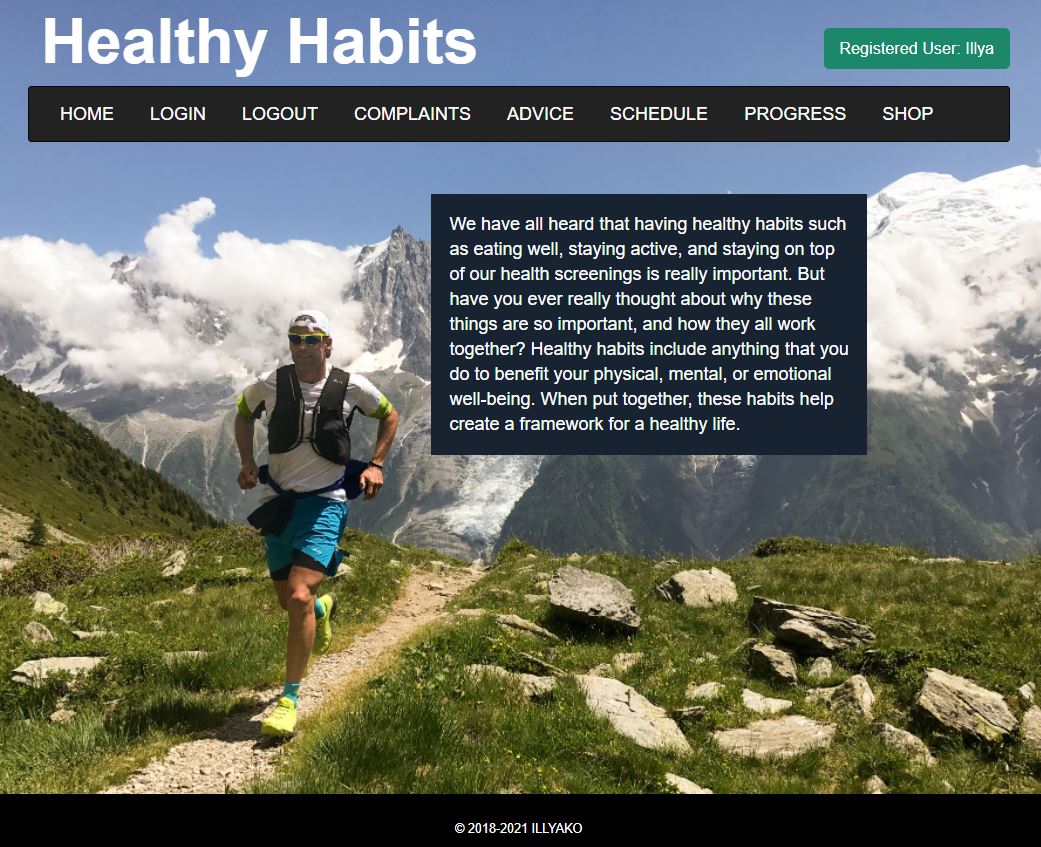 Healthy Habits
Registered User: Illya
HOME LOGIN LOGOUT COMPLAINTS ADVICE SCHEDULE PROGRESS SHOP
We have all heard that having healthy habits such
as eating well, staying active, and staying on top
of our health screenings is really important. But
have you ever really thought about why these
things are so important, and how they all work
together? Healthy habits include anything that you
do to benefit your physical, mental, or emotional
well-being. When put together, these habits help
create a framework for a healthy life.
© 2018-2021 ILLYAKO